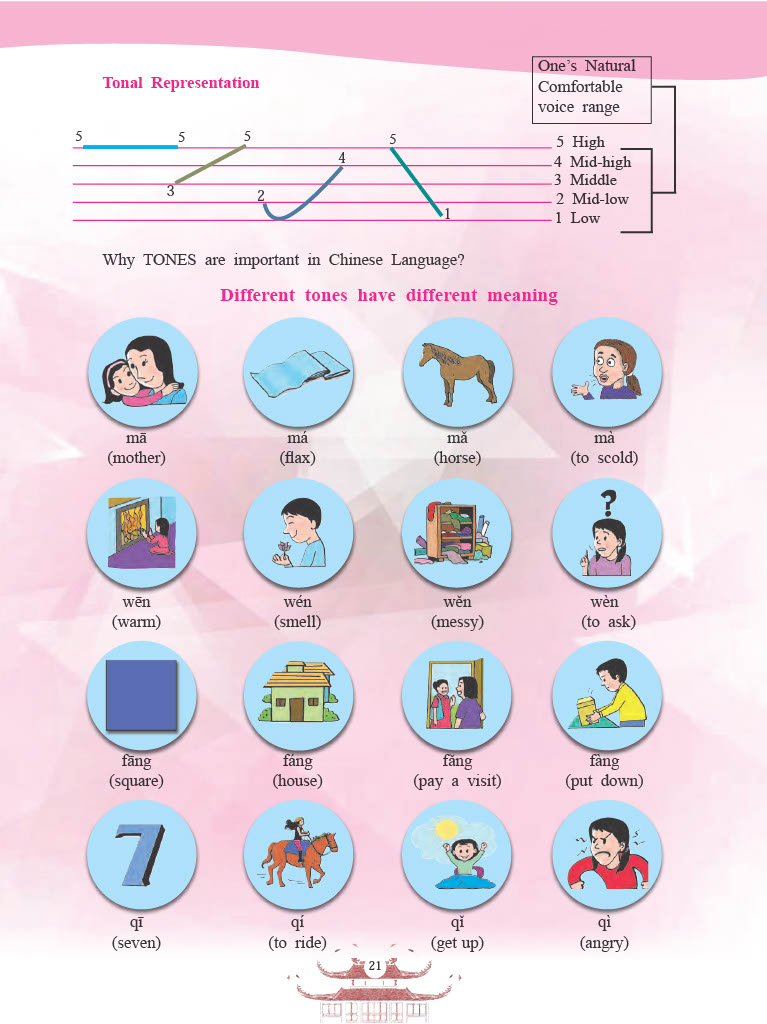 Tonal Representation
One's Natural
Comfortable
voice range
5 5 5 5
4
3
2
1
5 High
4 Mid-high
3 Middle
2 Mid-low
1 Low
Why TONES are important in Chinese Language?
Different tones have different meaning
mā má mǎ mà
(mother) (flax) (horse) (to scold)
?
wēn wén wěn wèn
(warm) (smell) (messy) (to ask)
fāng fáng fǎng fàng
(square) (house) (pay a visit) (put down)
7
qī qí qǐ qì
(seven) (to ride) (get up) (angry)
21